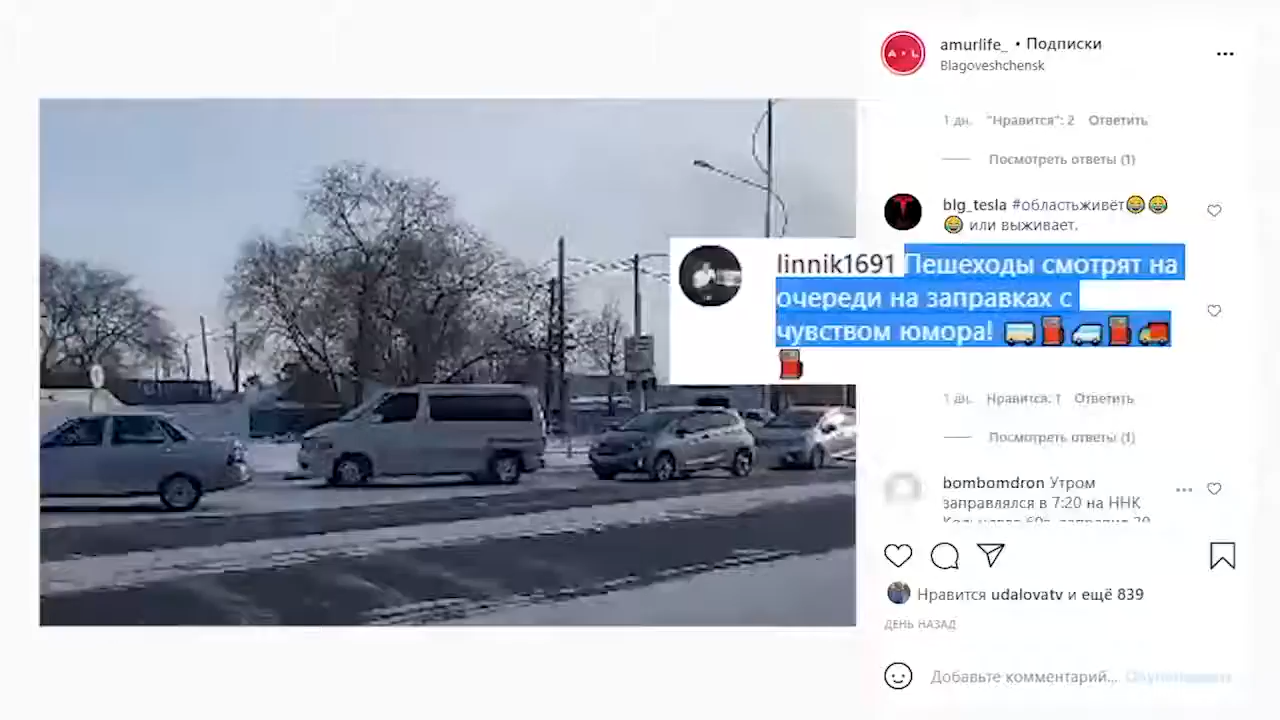 A • L
amurlife_ • Подписки
Blagoveshchensk
1 дн. "Нравится": 2 Ответить
Посмотреть ответы (1)
blg_tesla #областьживёт😂😂
😂 или выживает.
linnik1691 Пешеходы смотрят на
очереди на заправках с
чувством юмора! 🚐⛽🚙⛽🚚
⛽
1 дн. Нравится: 1 Ответить
Посмотреть ответы (1)
bombomdron Утром
заправлялся в 7:20 на ННК
Нравится udalovatv и ещё 839
ДЕНЬ НАЗАД
Добавьте комментарий... Опубликовать